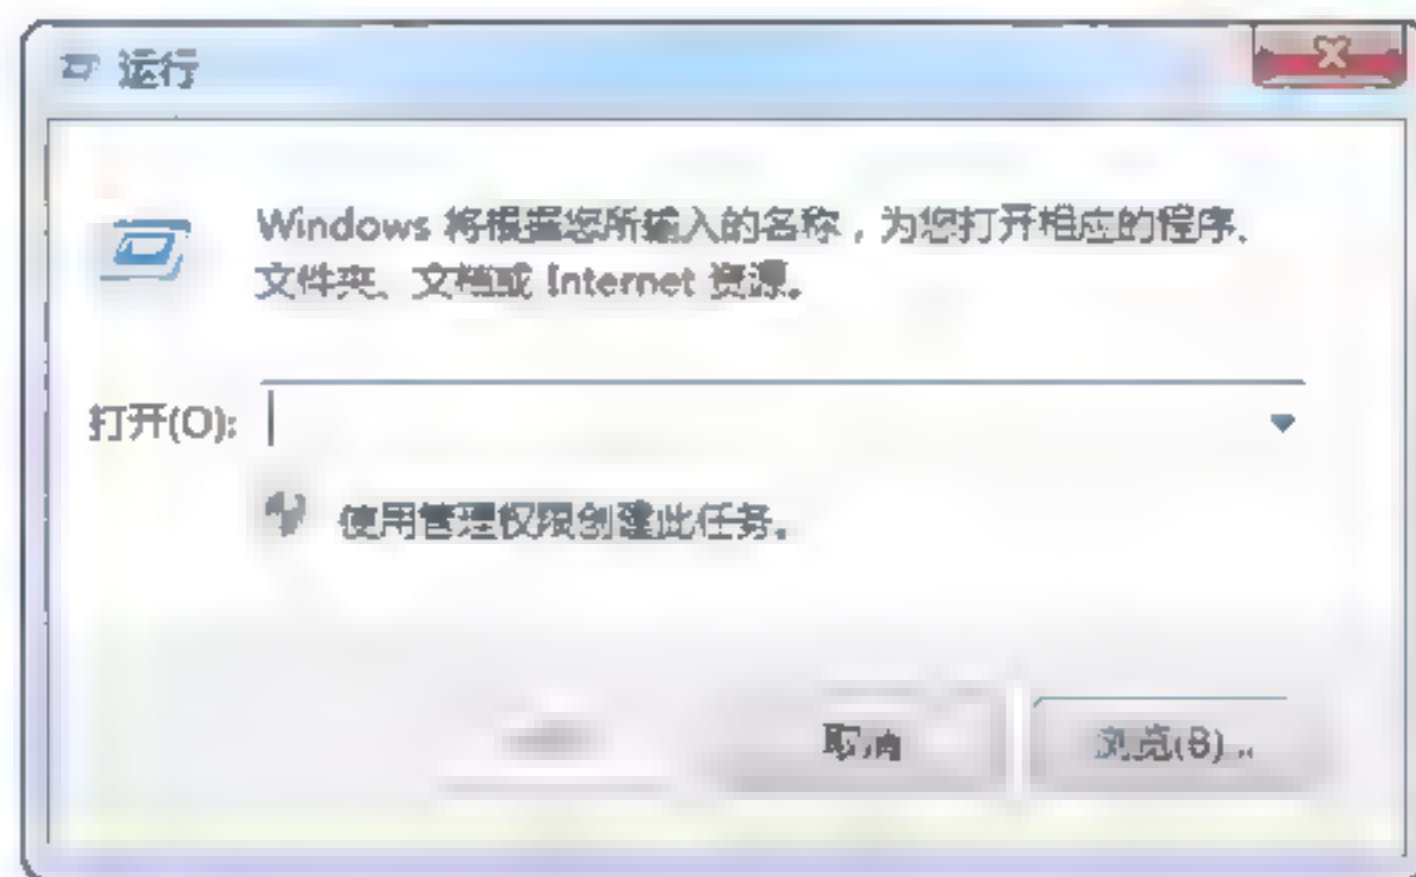 运行
Windows 将根据您所输入的名称，为您打开相应的程序、
文件夹、文档或 Internet 资源。
打开(O):
使用管理权限创建此任务。
取消
浏览(B)...